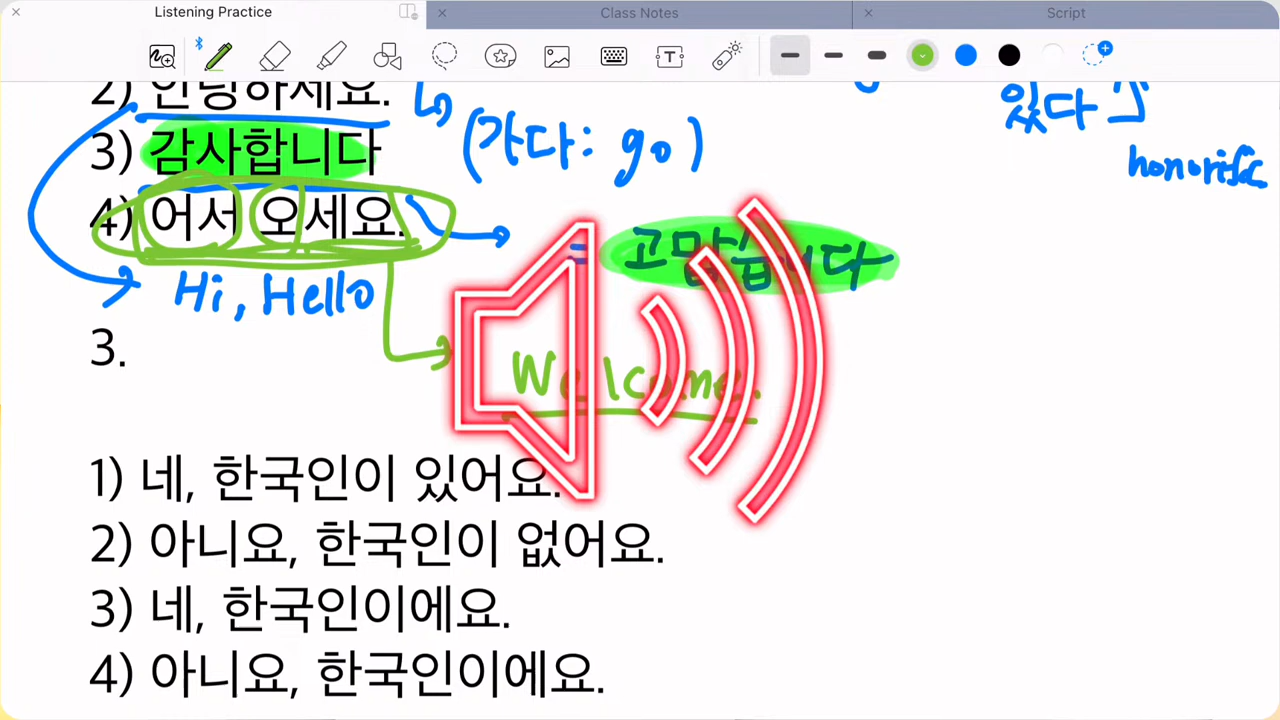 Listening Practice
Class Notes
Script
T
2) 안녕하세요.
있다
(가다: go)
honorific
3) 감사합니다
4) 어서 오세요.
= 고맙습니다
Hi, Hello
3.
Welcome.
1) 네, 한국인이 있어요.
2) 아니요, 한국인이 없어요.
3) 네, 한국인이에요.
4) 아니요, 한국인이에요.